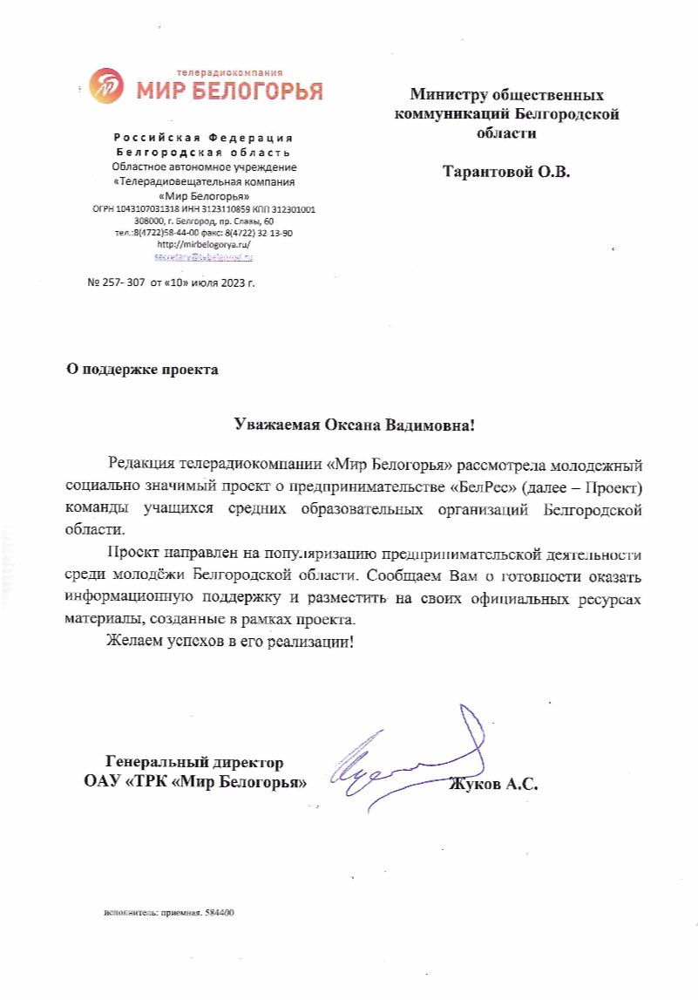 телерадиокомпания
МИР БЕЛОГОРЬЯ
Российская Федерация
Белгородская область
Областное автономное учреждение
«Телерадиовещательная компания
«Мир Белогорья»
ОГРН 1043107031318 ИНН 3123110859 КПП 312301001
308000, г. Белгород, пр. Славы, 60
тел.:8(4722)58-44-00 факс: 8(4722) 32-13-90
http://mirbelogorya.ru/
secretary@tvbelgorod.ru
№ 257- 307 от «10» июля 2023 г.
Министру общественных
коммуникаций Белгородской
области
Тарантовой О.В.
О поддержке проекта
Уважаемая Оксана Вадимовна!
Редакция телерадиокомпании «Мир Белогорья» рассмотрела молодежный
социально значимый проект о предпринимательстве «БелРес» (далее – Проект)
команды учащихся средних образовательных организаций Белгородской
области.
Проект направлен на популяризацию предпринимательской деятельности
среди молодёжи Белгородской области. Сообщаем Вам о готовности оказать
информационную поддержку и разместить на своих официальных ресурсах
материалы, созданные в рамках проекта.
Желаем успехов в его реализации!
Генеральный директор
ОАУ «ТРК «Мир Белогорья»
Жуков А.С.
исполнитель: приемная. 584400